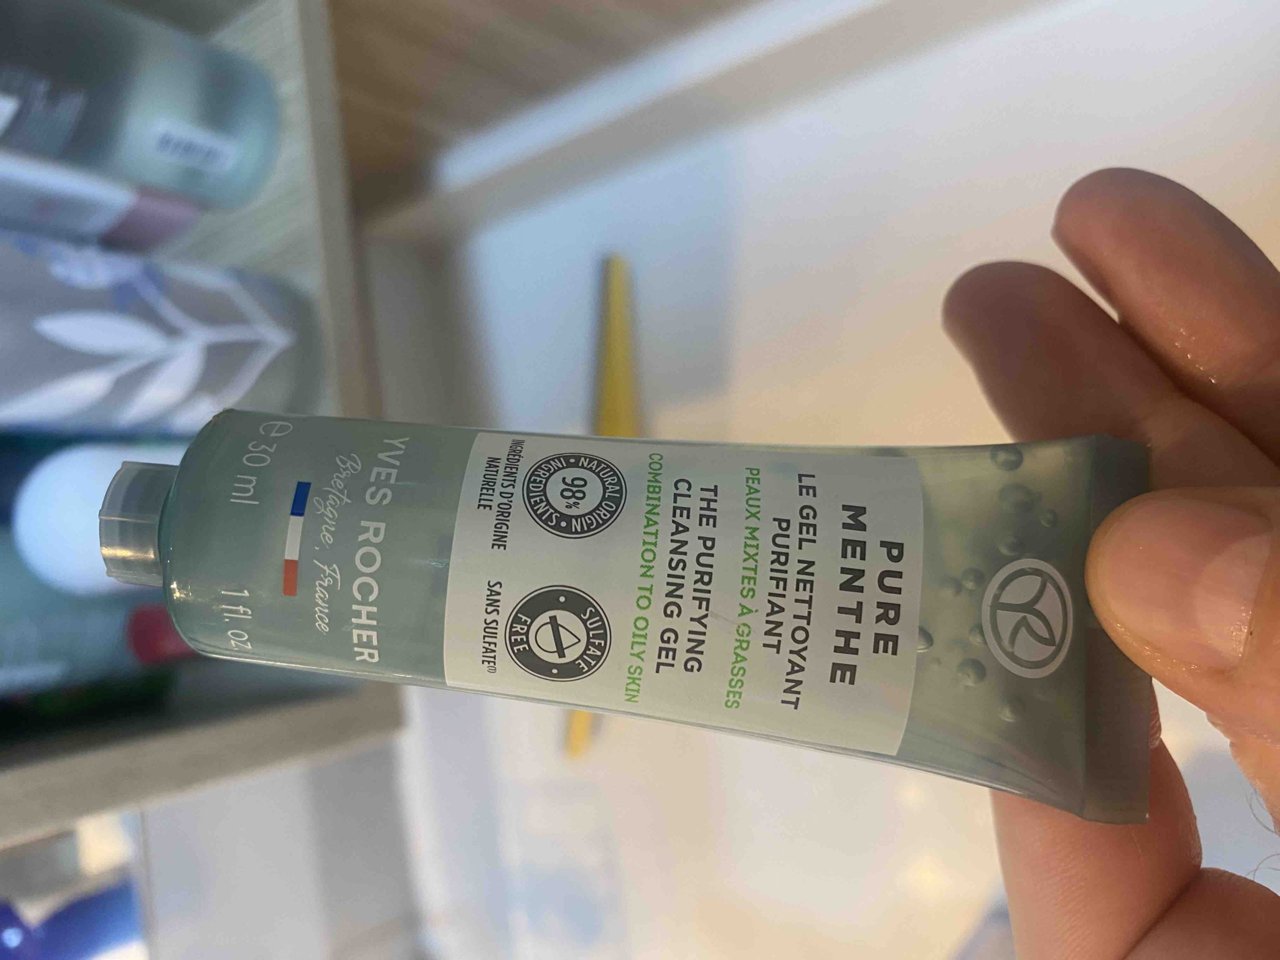 PURE
MENTHE
LE GEL NETTOYANT
PURIFIANT
PEAUX MIXTES À GRASSES
THE PURIFYING
CLEANSING GEL
COMBINATION TO OILY SKIN
NATURAL ORIGIN
98%
INGREDIENTS
SULFATE
FREE
INGRÉDIENTS D'ORIGINE
NATURELLE
SANS SULFATE(1)
YVES ROCHER
Bretagne, France
℮ 30 ml
1 fl. oz